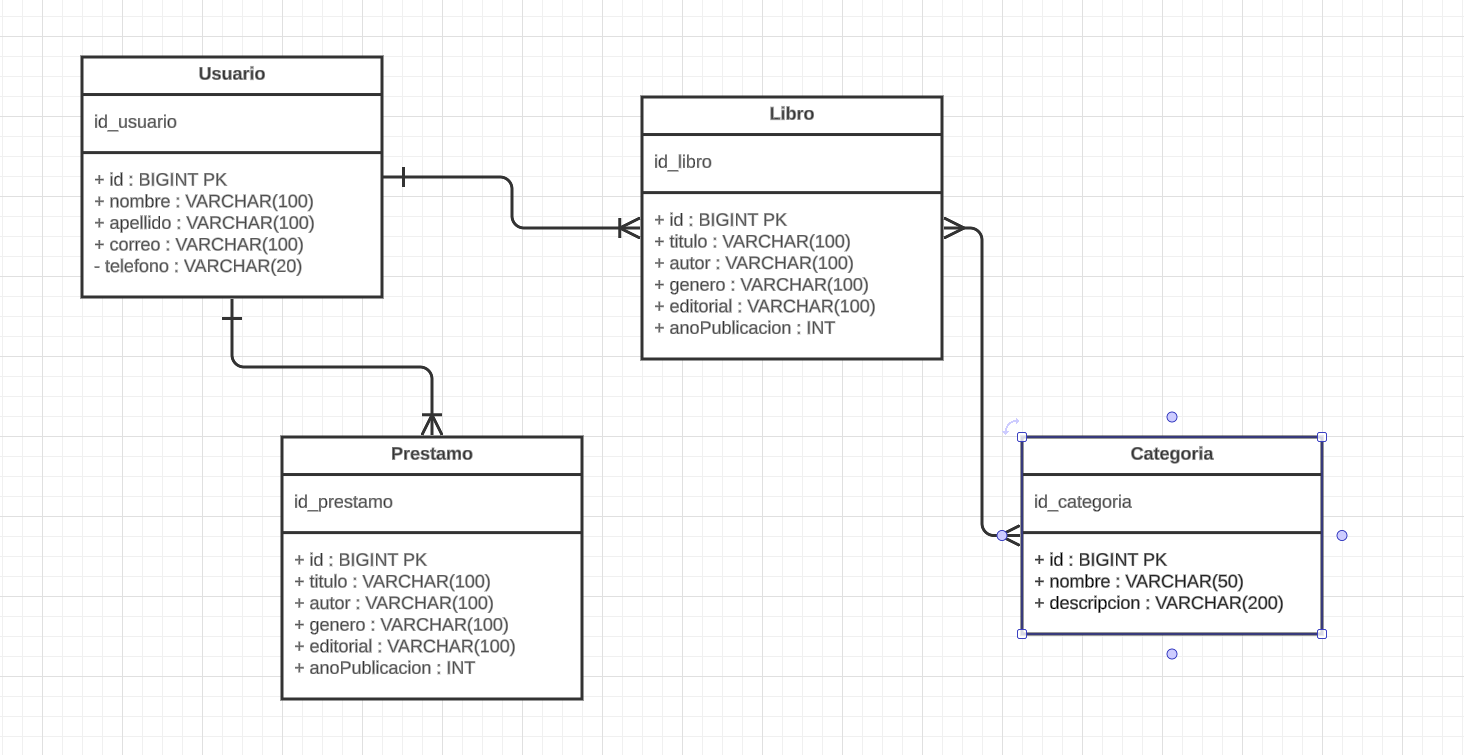 Usuario
id_usuario
+ id : BIGINT PK
+ nombre : VARCHAR(100)
+ apellido : VARCHAR(100)
+ correo : VARCHAR(100)
- telefono : VARCHAR(20)
Libro
id_libro
+ id : BIGINT PK
+ titulo : VARCHAR(100)
+ autor : VARCHAR(100)
+ genero : VARCHAR(100)
+ editorial : VARCHAR(100)
+ anoPublicacion : INT
Prestamo
id_prestamo
+ id : BIGINT PK
+ titulo : VARCHAR(100)
+ autor : VARCHAR(100)
+ genero : VARCHAR(100)
+ editorial : VARCHAR(100)
+ anoPublicacion : INT
Categoria
id_categoria
+ id : BIGINT PK
+ nombre : VARCHAR(50)
+ descripcion : VARCHAR(200)